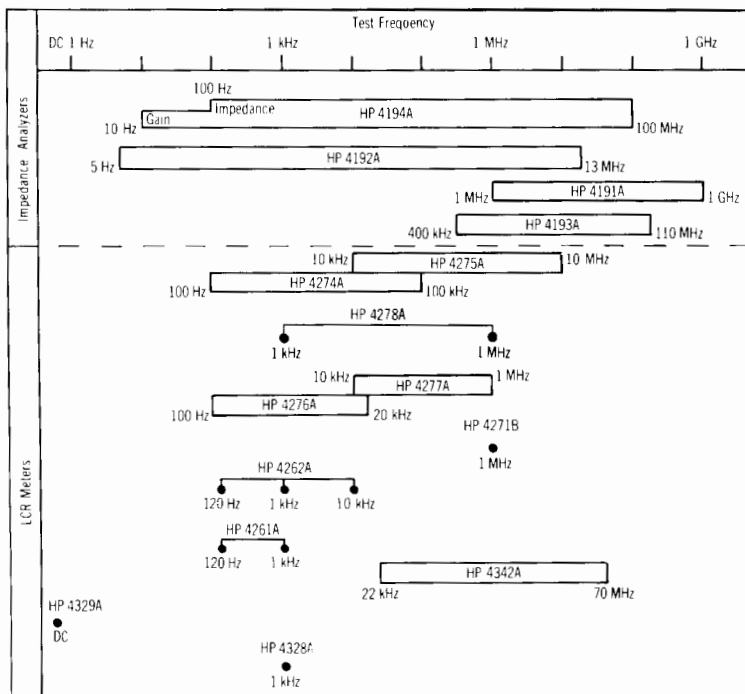 Test Freqoency
DC 1 Hz 1 kHz 1 MHz 1 GHz
Impedance Analyzers
100 Hz
Impedance
Gain
HP 4194A
10 Hz
100 MHz
HP 4192A
5 Hz
13 MHz
HP 4191A
1 MHz
1 GHz
HP 4193A
400 kHz
110 MHz
LCR Meters
10 kHz
HP 4275A
10 MHz
100 Hz
HP 4274A
100 kHz
HP 4278A
1 kHz
1 MHz
10 kHz
HP 4277A
1 MHz
100 Hz
HP 4276A
20 kHz
HP 4271B
1 MHz
HP 4262A
120 Hz
1 kHz
10 kHz
HP 4261A
120 Hz
1 kHz
HP 4342A
22 kHz
70 MHz
HP 4329A
DC
HP 4328A
1 kHz